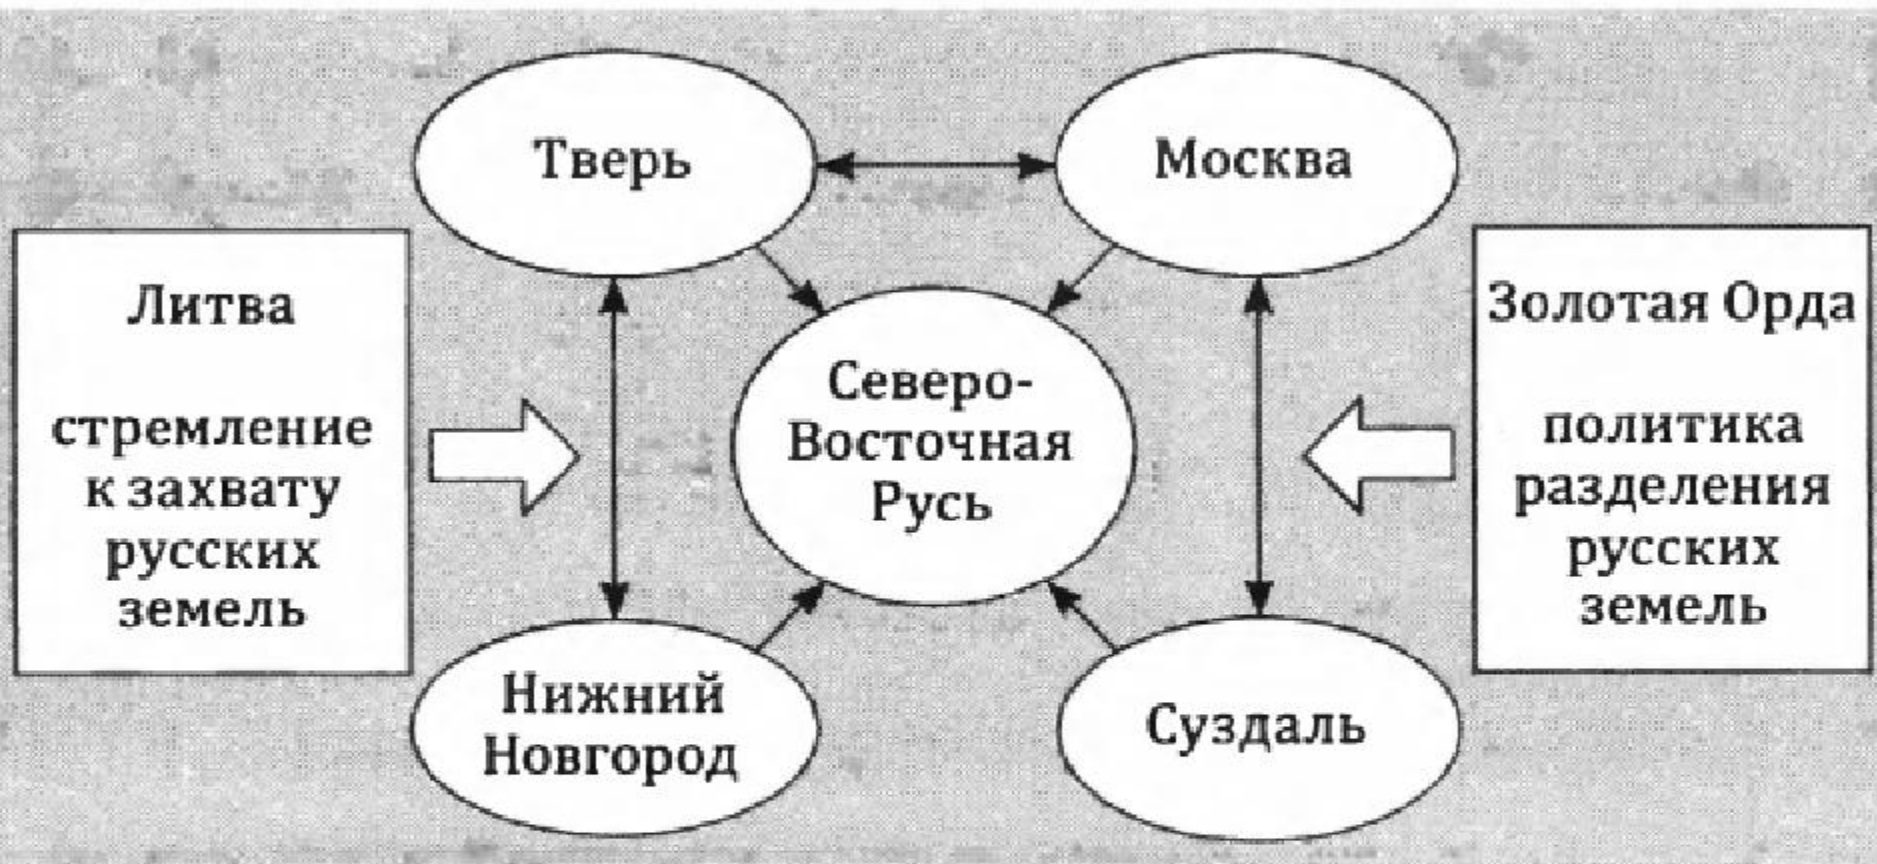 Тверь
Москва
Литва
стремление
к захвату
русских
земель
Северо-
Восточная
Русь
Золотая Орда
политика
разделения
русских
земель
Нижний
Новгород
Суздаль